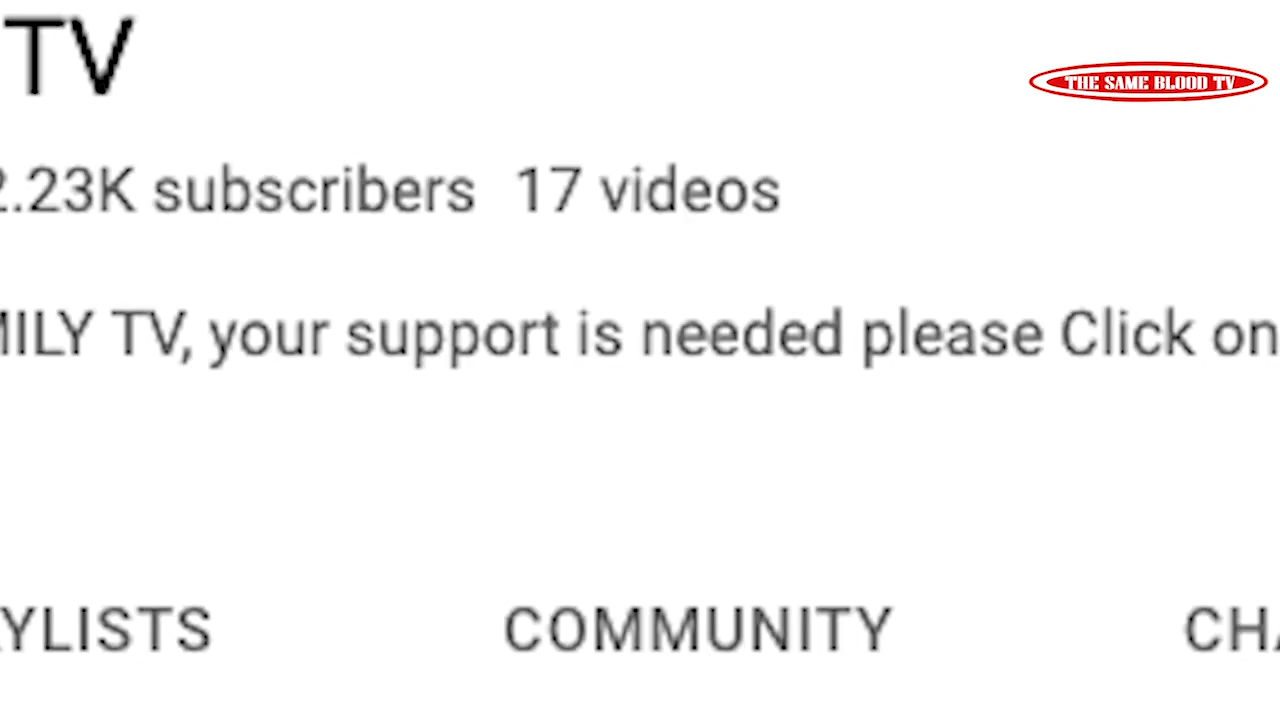 TV
THE SAME BLOOD TV
2.23K subscribers 17 videos
MILY TV, your support is needed please Click on
YLISTS COMMUNITY CHA